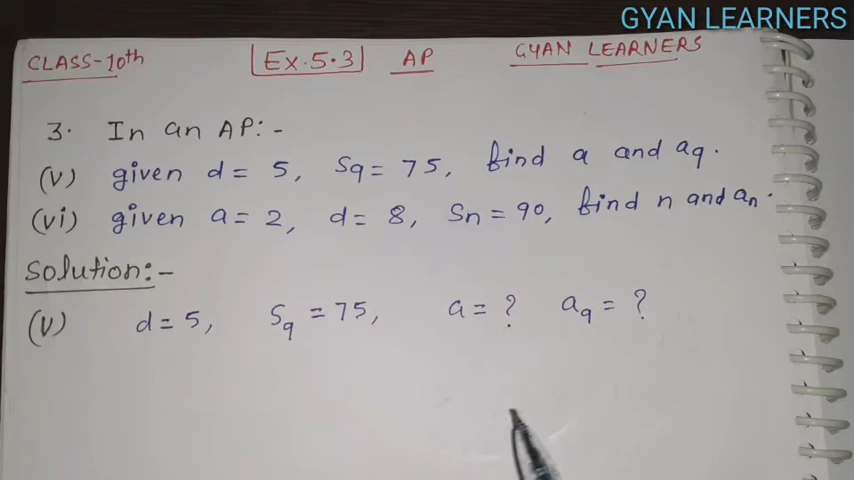 GYAN LEARNERS
CLASS-10th Ex.5.3 AP GYAN LEARNERS
3. In an AP:-
(v) given d = 5, S9 = 75, find a and a9.
(vi) given a = 2, d = 8, Sn = 90, find n and an.
Solution:-
(v) d = 5, S9 = 75, a = ? a9 = ?